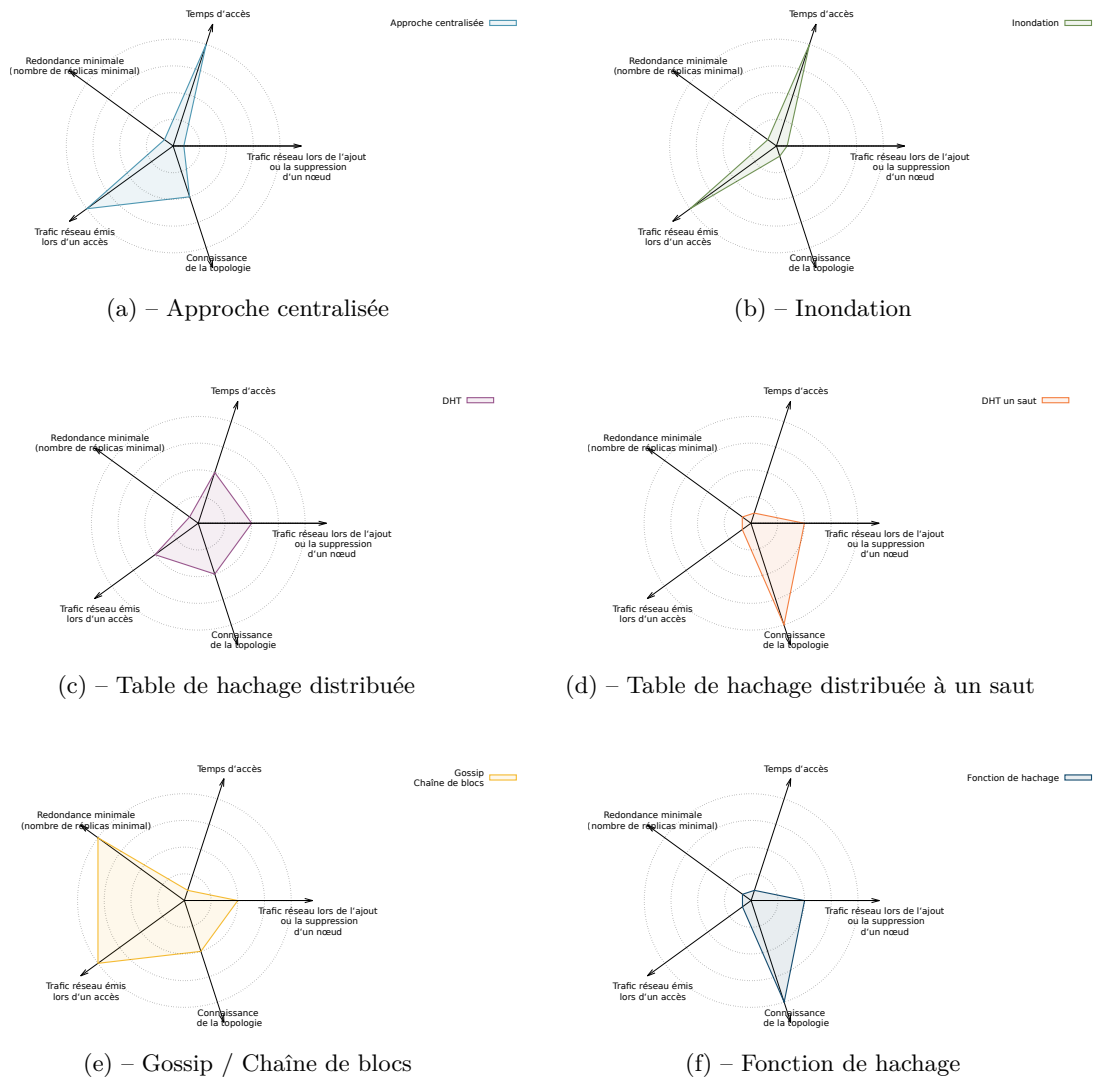 Temps d'accès
Approche centralisée
Redondance minimale
(nombre de réplicas minimal)
Trafic réseau lors de l'ajout
ou la suppression
d'un nœud
Trafic réseau émis
lors d'un accès
Connaissance
de la topologie
(a) – Approche centralisée
Temps d'accès
Inondation
Redondance minimale
(nombre de réplicas minimal)
Trafic réseau lors de l'ajout
ou la suppression
d'un nœud
Trafic réseau émis
lors d'un accès
Connaissance
de la topologie
(b) – Inondation
Temps d'accès
DHT
Redondance minimale
(nombre de réplicas minimal)
Trafic réseau lors de l'ajout
ou la suppression
d'un nœud
Trafic réseau émis
lors d'un accès
Connaissance
de la topologie
(c) – Table de hachage distribuée
Temps d'accès
DHT un saut
Redondance minimale
(nombre de réplicas minimal)
Trafic réseau lors de l'ajout
ou la suppression
d'un nœud
Trafic réseau émis
lors d'un accès
Connaissance
de la topologie
(d) – Table de hachage distribuée à un saut
Temps d'accès
Gossip
Chaîne de blocs
Redondance minimale
(nombre de réplicas minimal)
Trafic réseau lors de l'ajout
ou la suppression
d'un nœud
Trafic réseau émis
lors d'un accès
Connaissance
de la topologie
(e) – Gossip / Chaîne de blocs
Temps d'accès
Fonction de hachage
Redondance minimale
(nombre de réplicas minimal)
Trafic réseau lors de l'ajout
ou la suppression
d'un nœud
Trafic réseau émis
lors d'un accès
Connaissance
de la topologie
(f) – Fonction de hachage